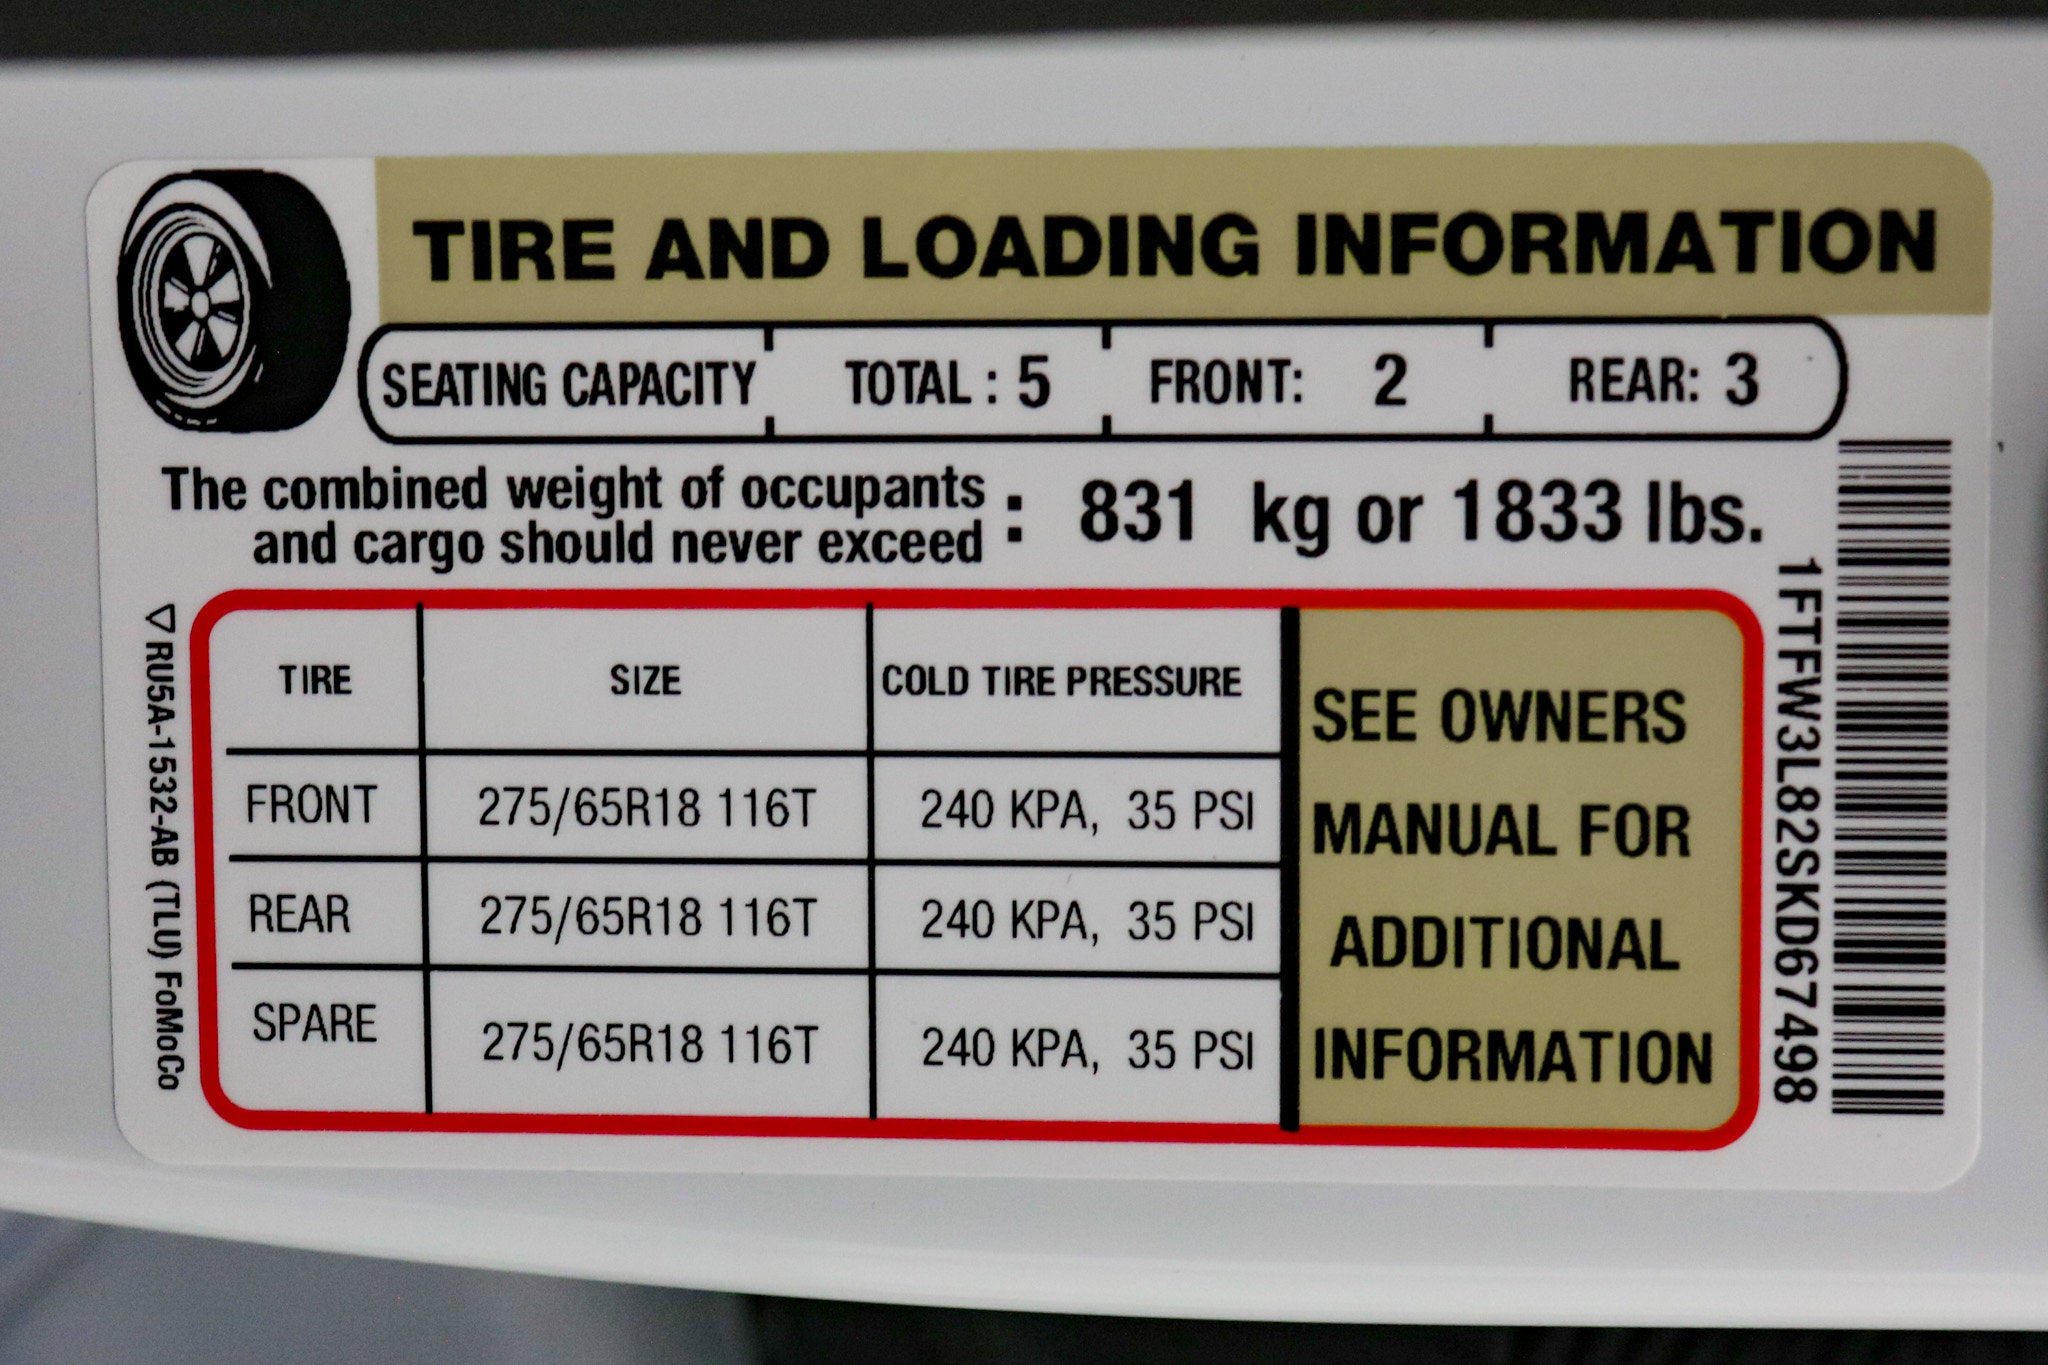 TIRE AND LOADING INFORMATION
SEATING CAPACITY TOTAL : 5 FRONT: 2 REAR: 3
The combined weight of occupants
and cargo should never exceed : 831 kg or 1833 lbs.
TIRE SIZE COLD TIRE PRESSURE
FRONT 275/65R18 116T 240 KPA, 35 PSI
REAR 275/65R18 116T 240 KPA, 35 PSI
SPARE 275/65R18 116T 240 KPA, 35 PSI
SEE OWNERS
MANUAL FOR
ADDITIONAL
INFORMATION
RU5A-1532-AB (TLU) FoMoCo
1FTFW3L82SKD67498